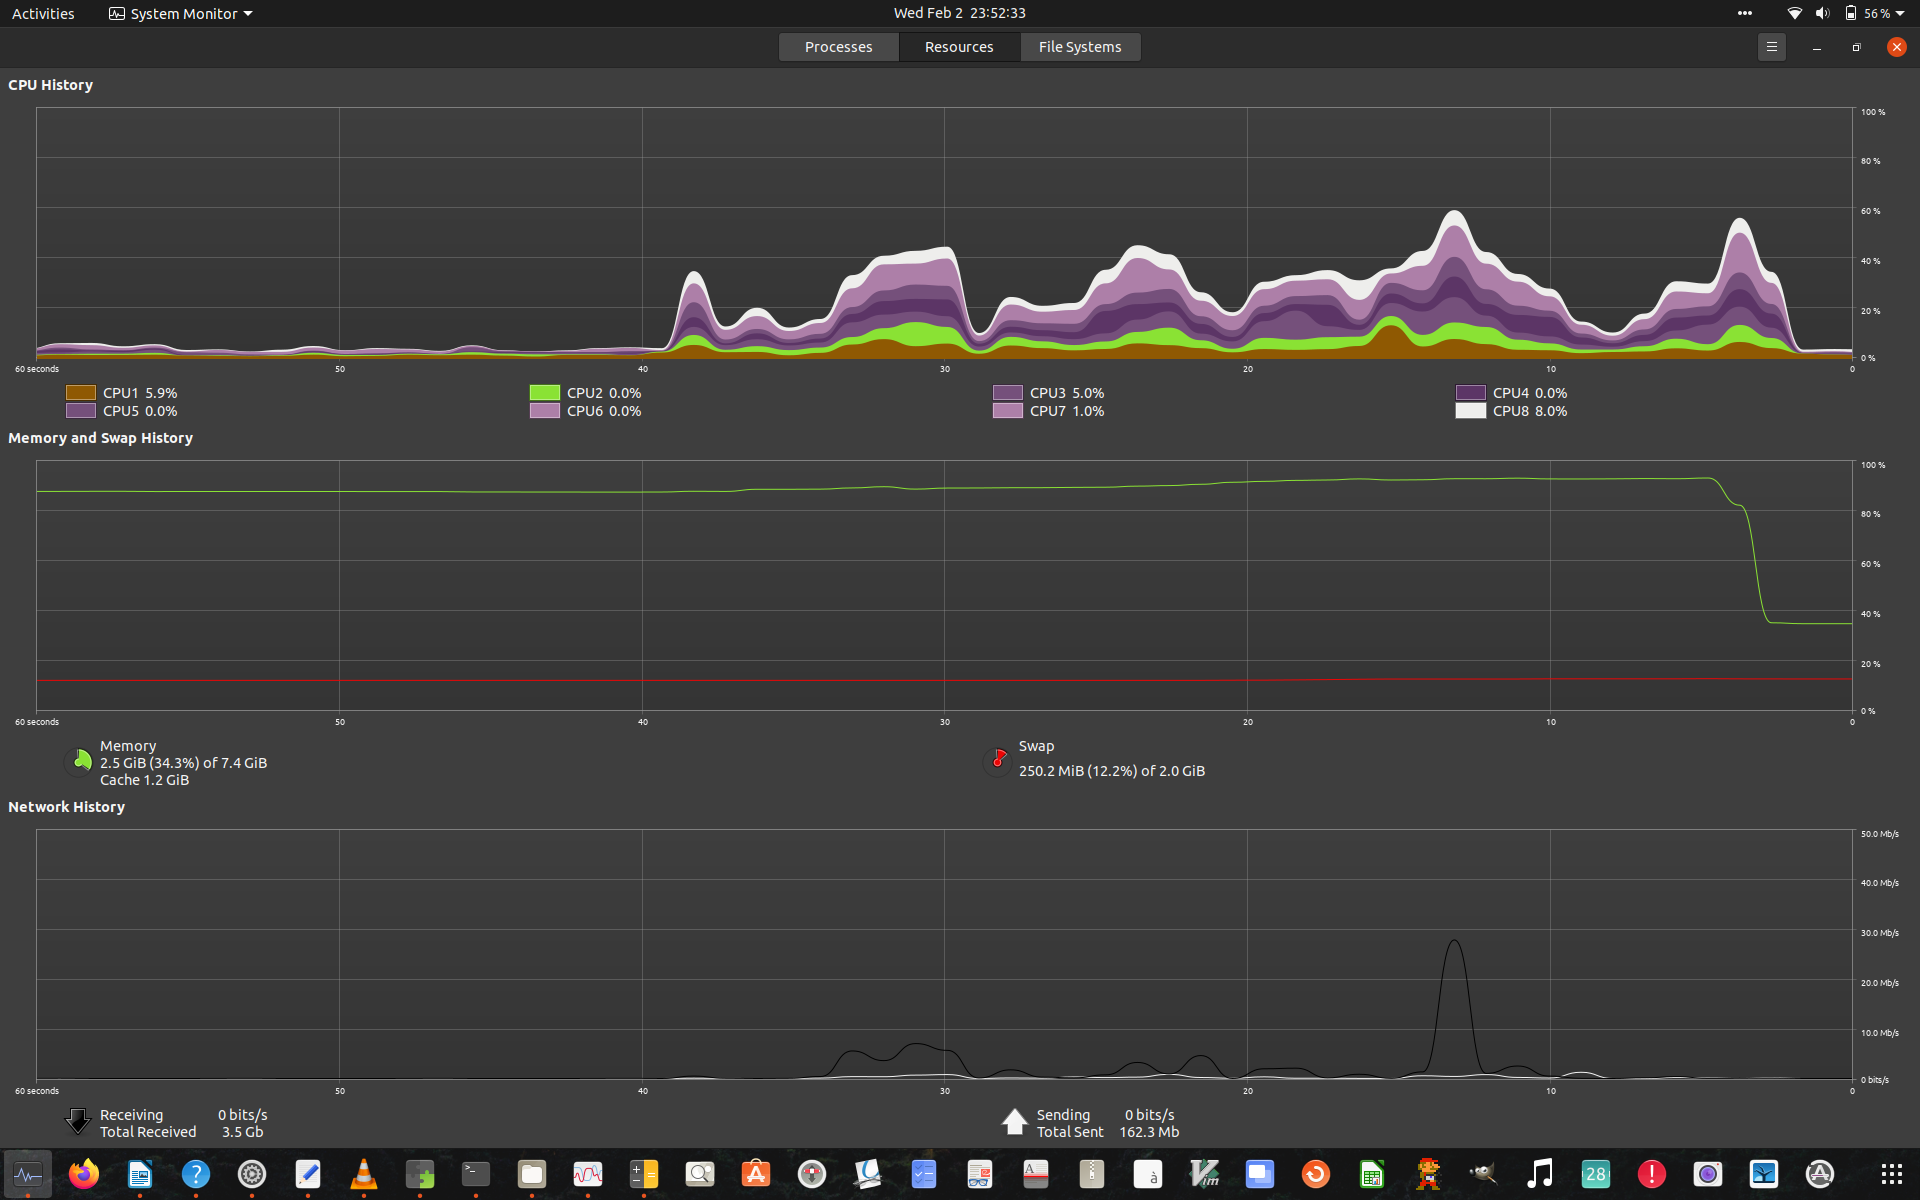 Activities System Monitor Wed Feb 2 23:52:33 56 %
Processes Resources File Systems
CPU History
100 %
80 %
60 %
40 %
20 %
0 %
60 seconds 50 40 30 20 10 0
CPU1 5.9% CPU2 0.0% CPU3 5.0% CPU4 0.0%
CPU5 0.0% CPU6 0.0% CPU7 1.0% CPU8 8.0%
Memory and Swap History
100 %
80 %
60 %
40 %
20 %
0 %
60 seconds 50 40 30 20 10 0
Memory
2.5 GiB (34.3%) of 7.4 GiB
Cache 1.2 GiB
Swap
250.2 MiB (12.2%) of 2.0 GiB
Network History
50.0 Mb/s
40.0 Mb/s
30.0 Mb/s
20.0 Mb/s
10.0 Mb/s
0 bits/s
60 seconds 50 40 30 20 10 0
Receiving 0 bits/s
Total Received 3.5 Gb
Sending 0 bits/s
Total Sent 162.3 Mb
? >_ A A à Vim 28 !